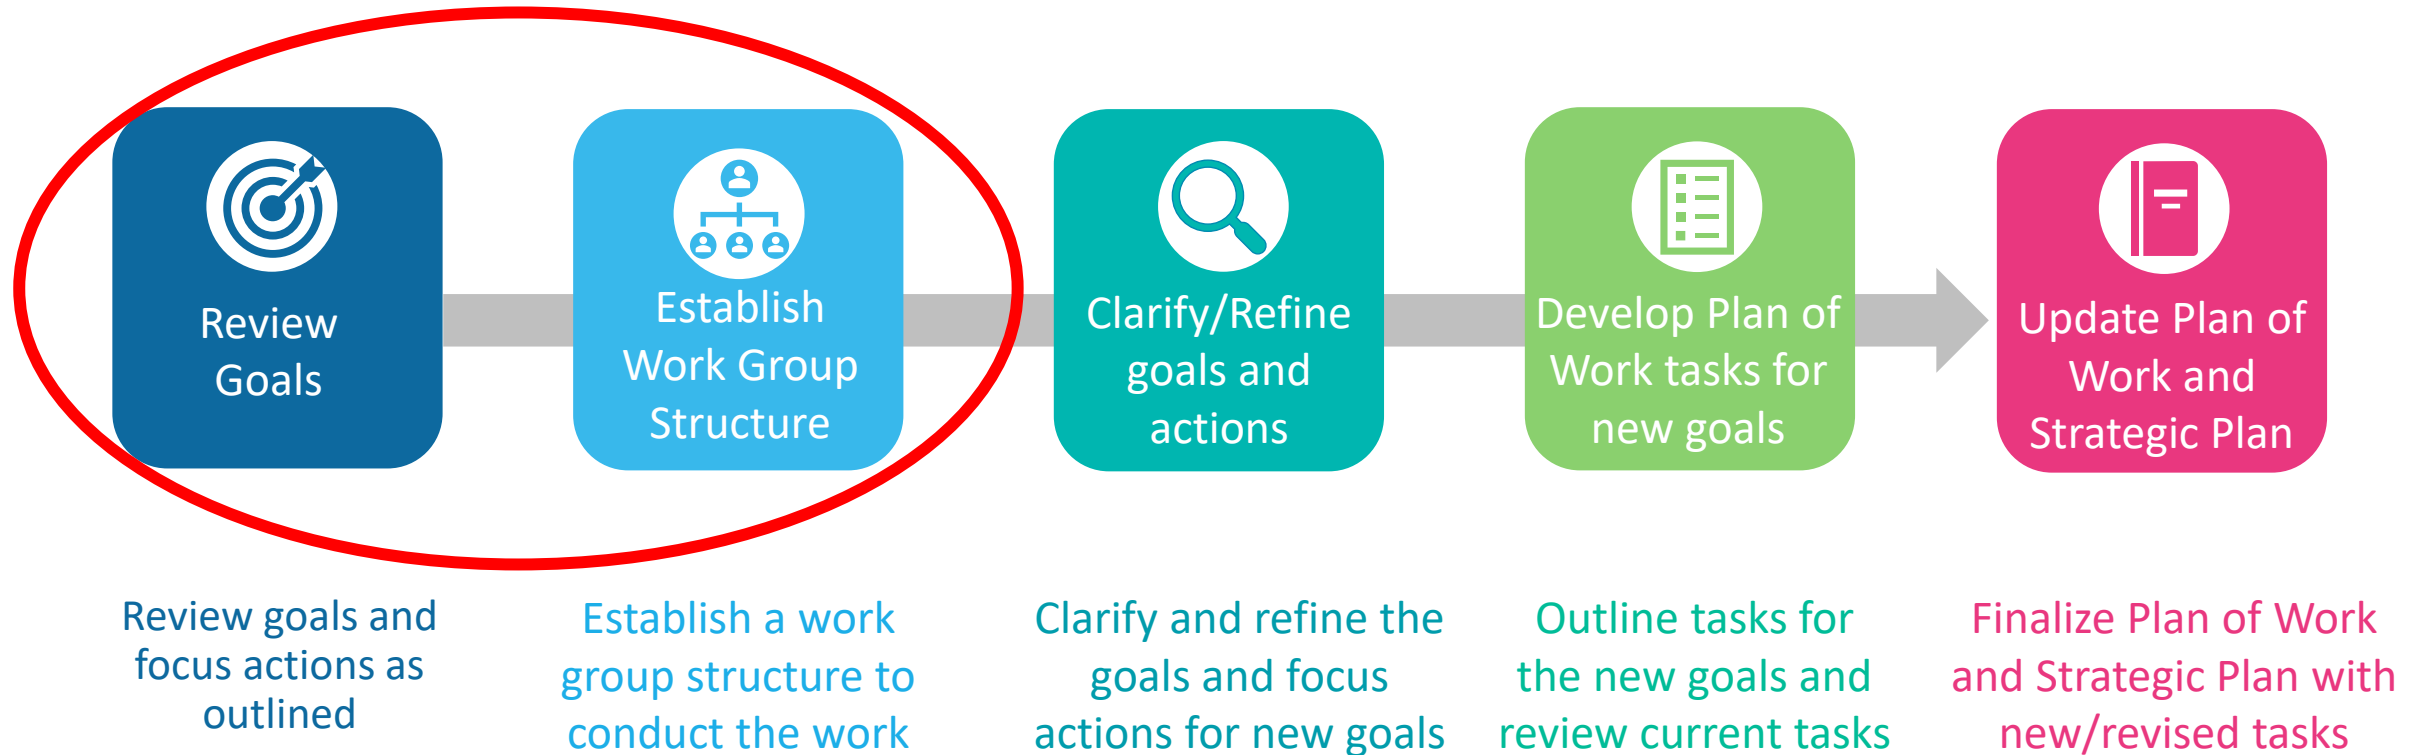 Review
Goals
Establish
Work Group
Structure
Clarify/Refine
goals and
actions
Develop Plan of
Work tasks for
new goals
Update Plan of
Work and
Strategic Plan
Review goals and
focus actions as
outlined
Establish a work
group structure to
conduct the work
Clarify and refine the
goals and focus
actions for new goals
Outline tasks for
the new goals and
review current tasks
Finalize Plan of Work
and Strategic Plan with
new/revised tasks